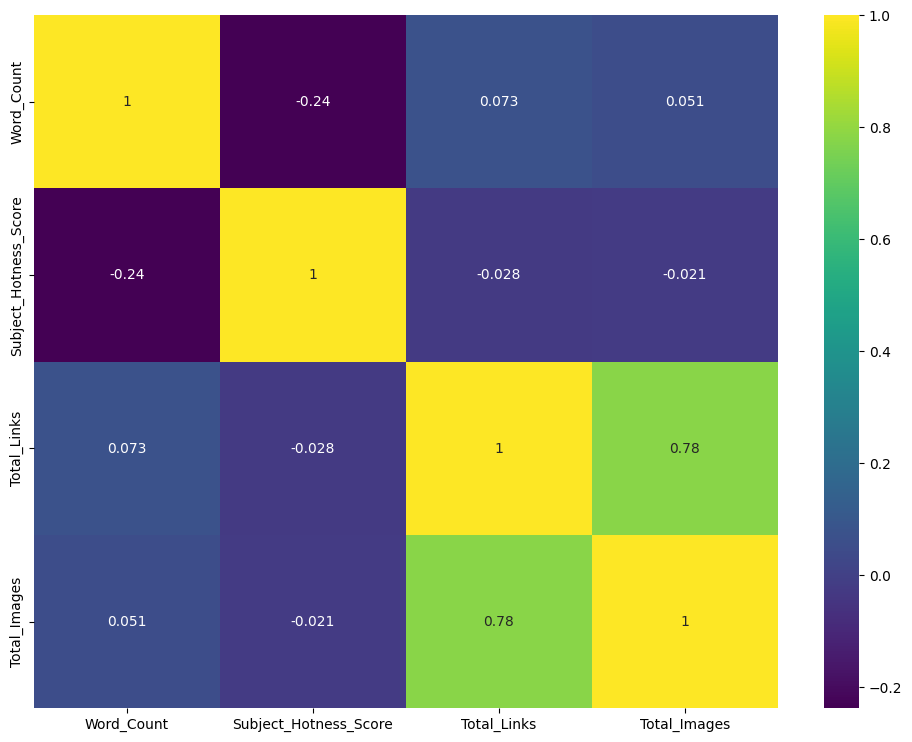 Word_Count
1
-0.24
0.073
0.051
Subject_Hotness_Score
-0.24
1
-0.028
-0.021
Total_Links
0.073
-0.028
1
0.78
Total_Images
0.051
-0.021
0.78
1
Word_Count
Subject_Hotness_Score
Total_Links
Total_Images
1.0
0.8
0.6
0.4
0.2
0.0
−0.2